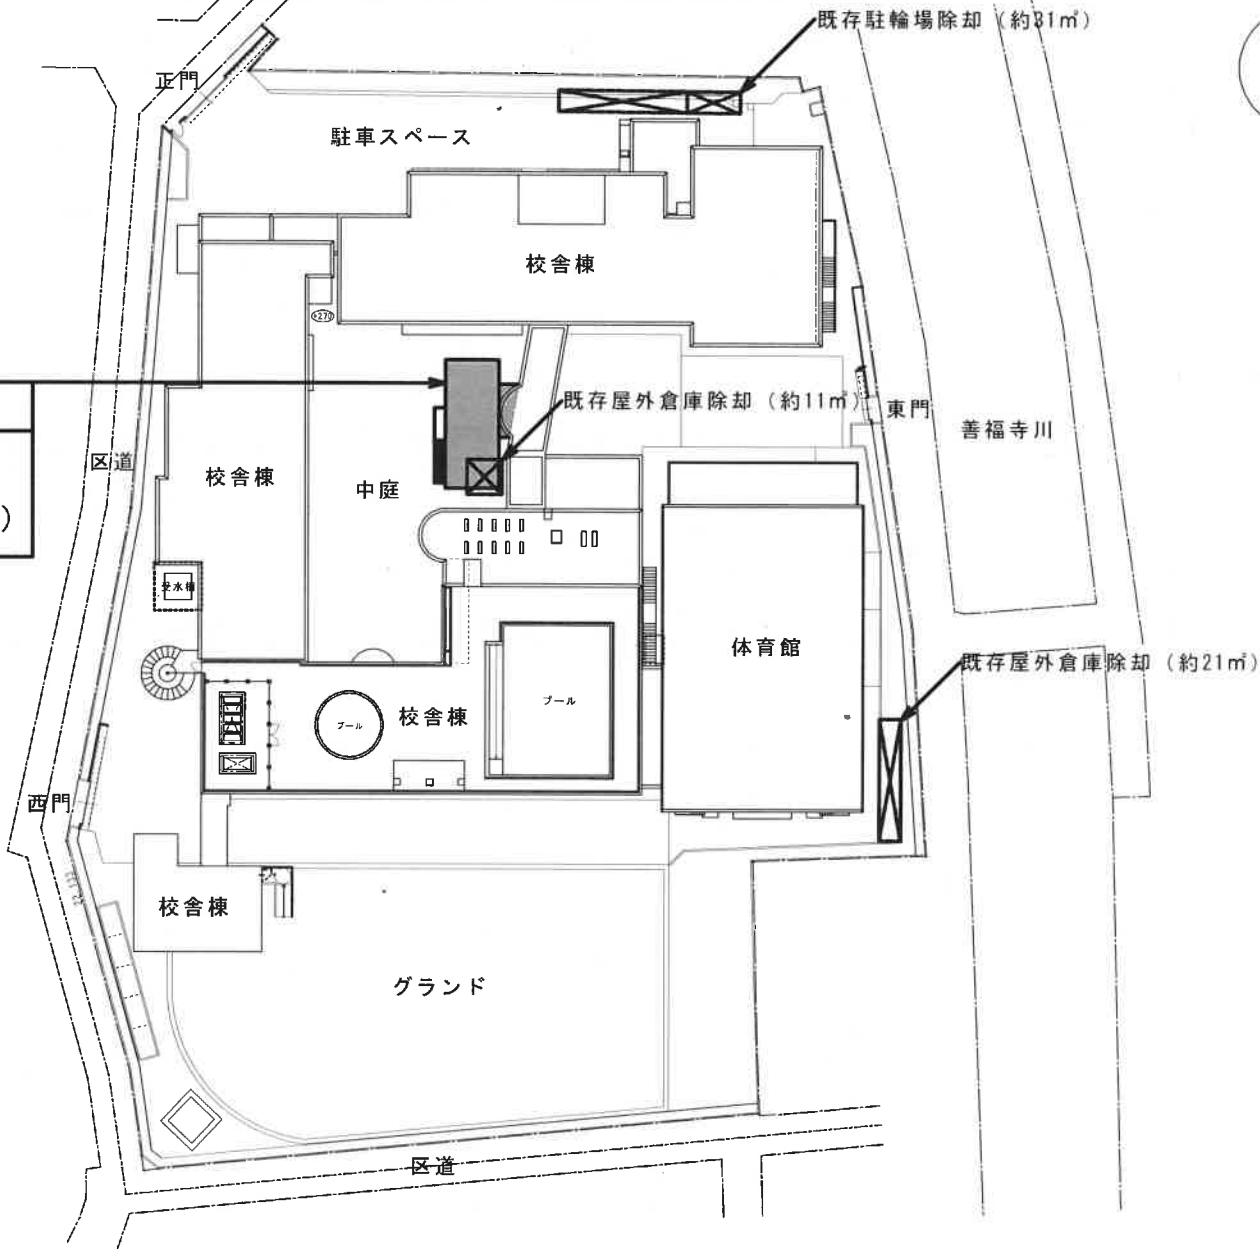 既存駐輪場除却（約31㎡）
正門
駐車スペース
校舎棟
+270
既存屋外倉庫除却（約11㎡）
東門
善福寺川
区道
校舎棟
中庭
）
受水槽
体育館
既存屋外倉庫除却（約21㎡）
プール
校舎棟
プール
西門
校舎棟
グランド
区道